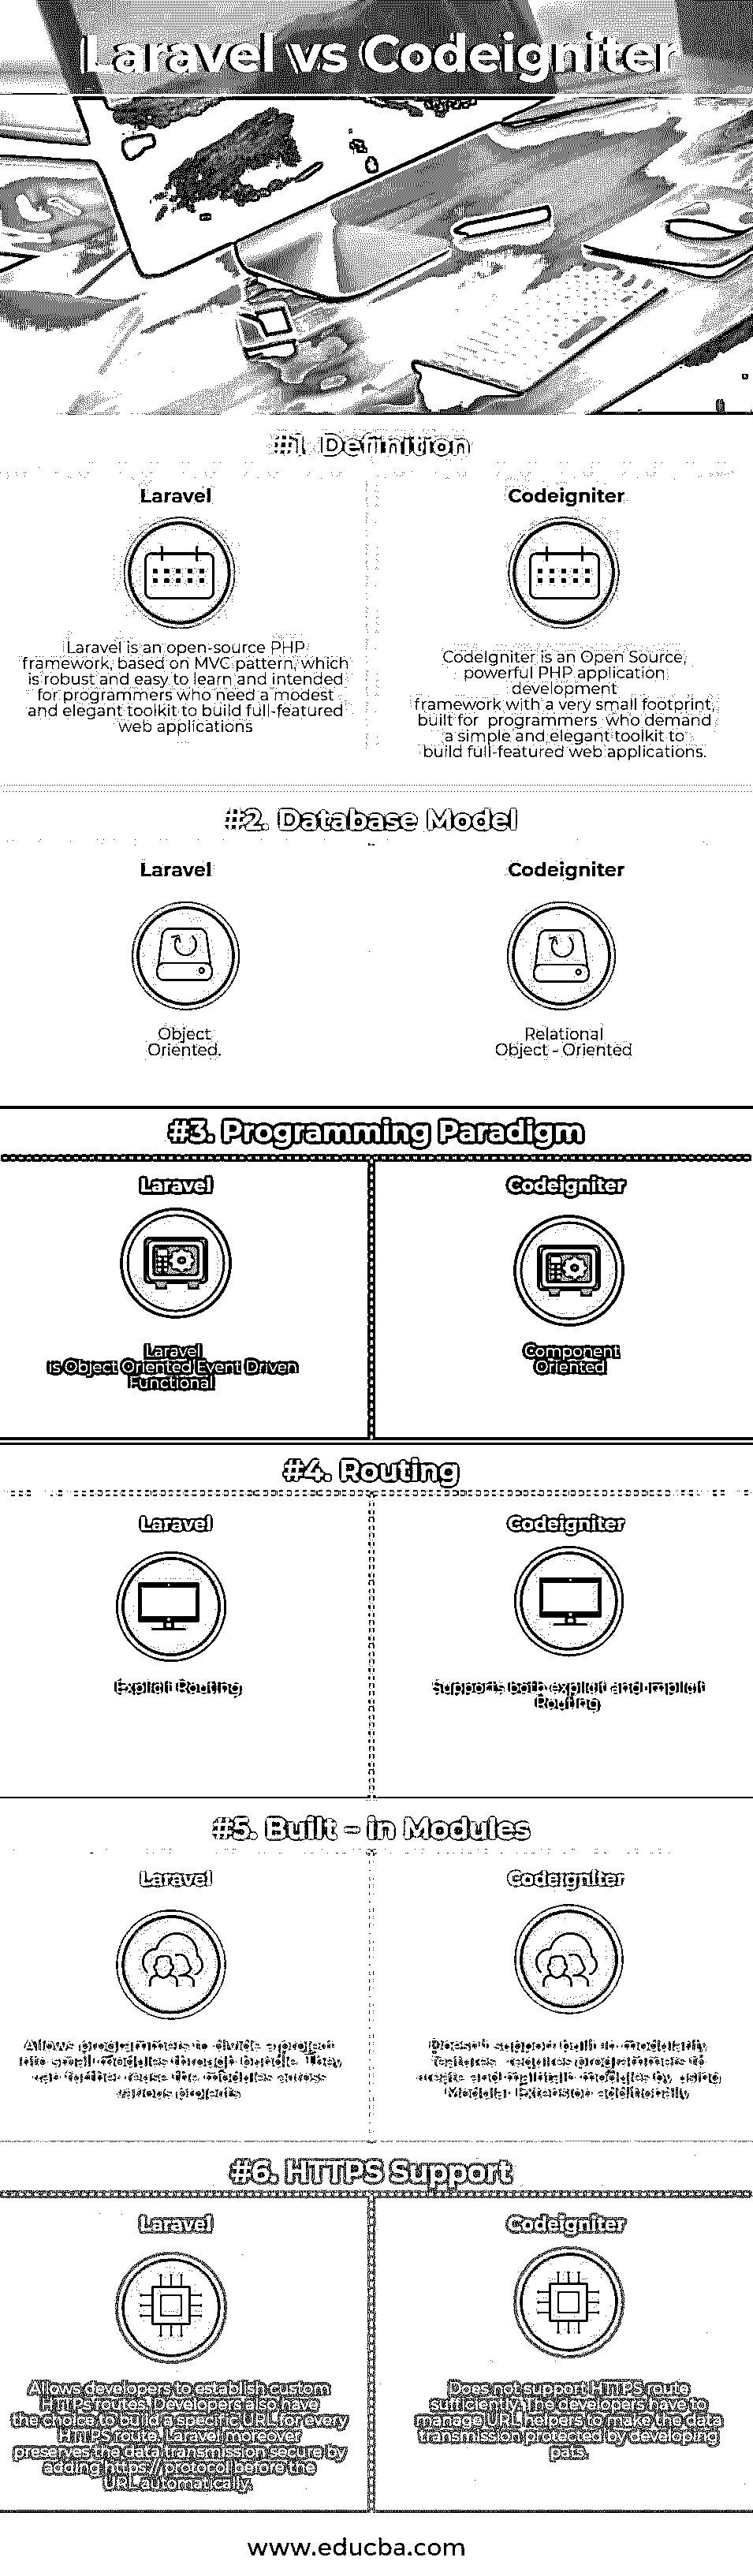 Laravel vs Codeigniter
#1. Definition
Laravel
Codeigniter
Laravel is an open-source PHP
framework, based on MVC pattern, which
is robust and easy to learn and intended
for programmers who need a modest
and elegant toolkit to build full-featured
web applications
CodeIgniter is an Open Source,
powerful PHP application
development
framework with a very small footprint,
built for programmers who demand
a simple and elegant toolkit to
build full-featured web applications.
#2. Database Model
Laravel
Codeigniter
Object
Oriented.
Relational
Object - Oriented
#3. Programming Paradigm
Laravel
Codeigniter
Laravel
is Object Oriented Event Driven
Functional
Component
Oriented
#4. Routing
Laravel
Codeigniter
Explicit Routing
Supports both explicit and implicit
Routing
#5. Built - in Modules
Laravel
Codeigniter
Allows programmers to divide a project
into small modules through bundle. They
can further reuse the modules across
various projects
Doesn't support built-in modularity
features. requires programmers to
create and maintain modules by using
Modular Extension additionally
#6. HTTPS Support
Laravel
Codeigniter
Allows developers to establish custom
HTTPs routes. Developers also have
the choice to build a specific URL for every
HTTPS route. Laravel moreover
preserves the data transmission secure by
adding https:// protocol before the
URL automatically.
Does not support HTTPS route
sufficiently. The developers have to
manage URL helpers to make the data
transmission protected by developing
pats.
www.educba.com